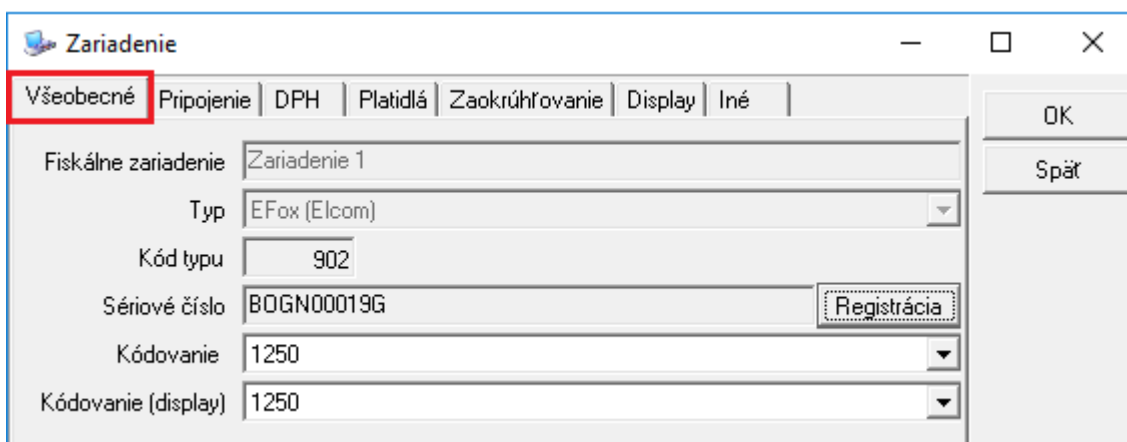 Zariadenie
Všeobecné Pripojenie DPH Platidlá Zaokrúhľovanie Display Iné
OK
Späť
Fiskálne zariadenie Zariadenie 1
Typ EFox (Elcom)
Kód typu 902
Sériové číslo BOGN00019G Registrácia
Kódovanie 1250
Kódovanie (display) 1250